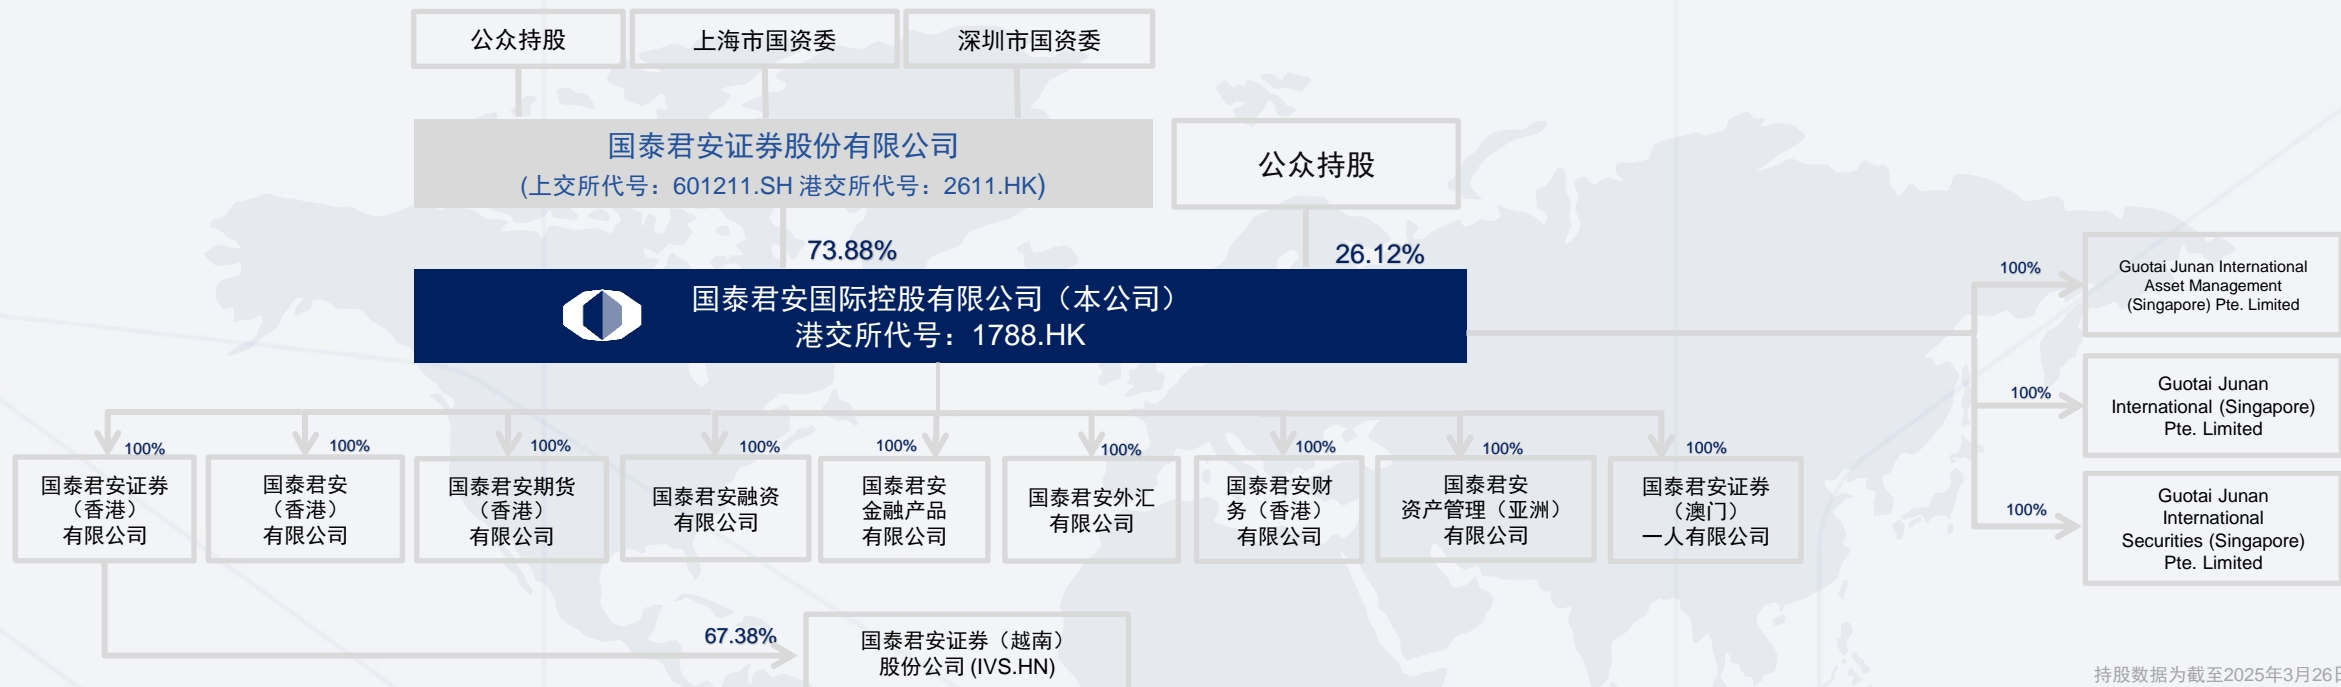 公众持股
上海市国资委
深圳市国资委
国泰君安证券股份有限公司
(上交所代号：601211.SH 港交所代号：2611.HK)
公众持股
73.88%
26.12%
国泰君安国际控股有限公司（本公司）
港交所代号：1788.HK
100%
Guotai Junan International
Asset Management
(Singapore) Pte. Limited
100%
Guotai Junan
International (Singapore)
Pte. Limited
100%
Guotai Junan
International
Securities (Singapore)
Pte. Limited
100%
国泰君安证券
（香港）
有限公司
100%
国泰君安
（香港）
有限公司
100%
国泰君安期货
（香港）
有限公司
100%
国泰君安融资
有限公司
100%
国泰君安
金融产品
有限公司
100%
国泰君安外汇
有限公司
100%
国泰君安财
务（香港）
有限公司
100%
国泰君安
资产管理（亚洲）
有限公司
100%
国泰君安证券
（澳门）
一人有限公司
67.38%
国泰君安证券（越南）
股份公司 (IVS.HN)
持股数据为截至2025年3月26日